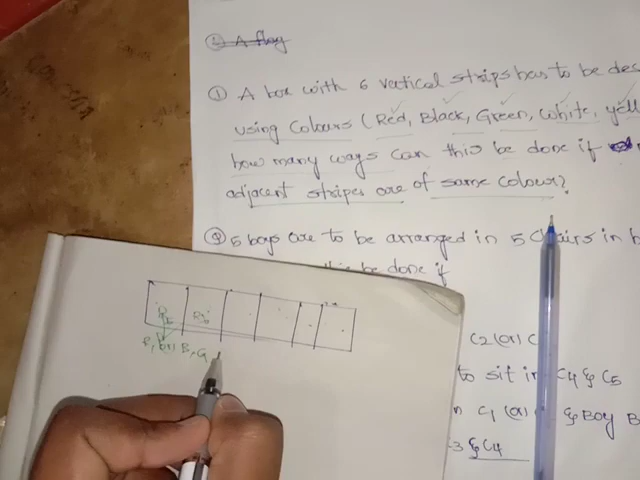 ① A flag
① A box with 6 vertical strips has to be des
using Colours (Red, Black, Green, White, yell
how many ways can this be done if
adjacent stripes are of same colour?
② 5 boys are to be arranged in 5 Chairs in
be done if
C2 (or) C
to sit in C4 & C5
C1 (or) & Boy B
3 & C4
R, (or) B, G